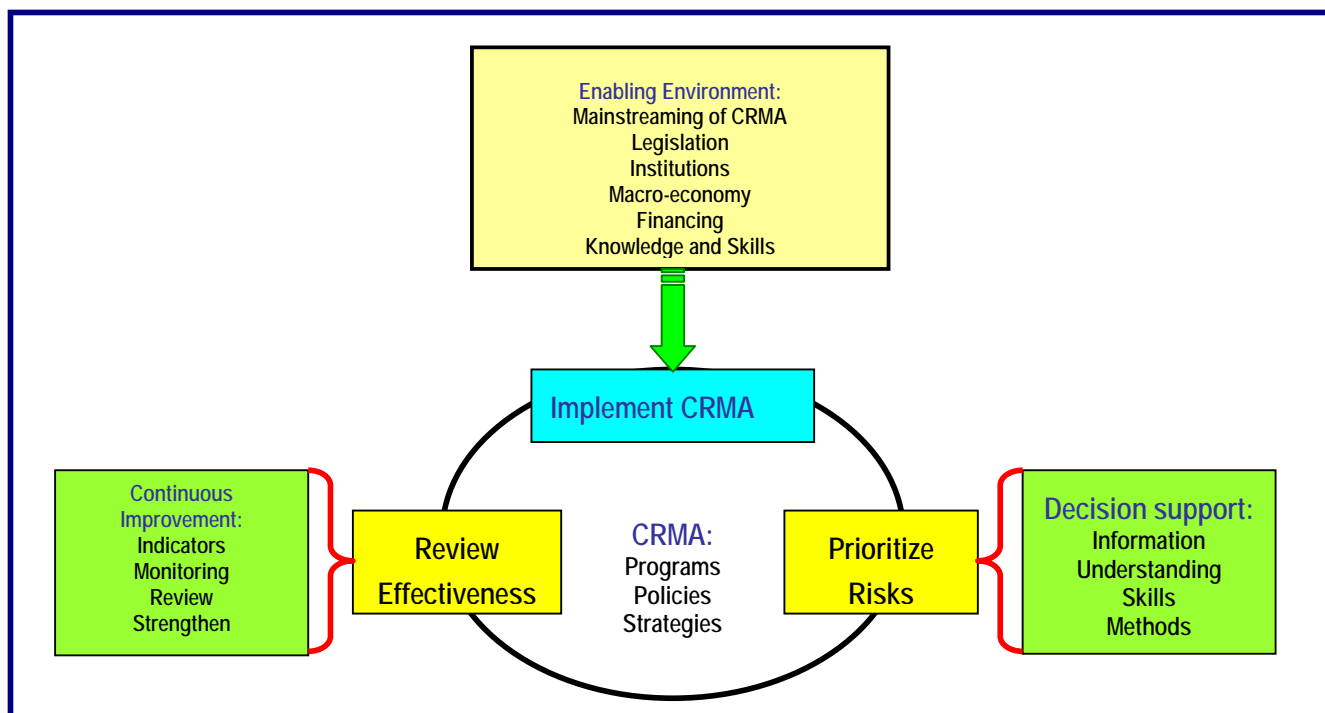 Enabling Environment:
Mainstreaming of CRMA
Legislation
Institutions
Macro-economy
Financing
Knowledge and Skills
Implement CRMA
Continuous
Improvement:
Indicators
Monitoring
Review
Strengthen
Review
Effectiveness
CRMA:
Programs
Policies
Strategies
Prioritize
Risks
Decision support:
Information
Understanding
Skills
Methods